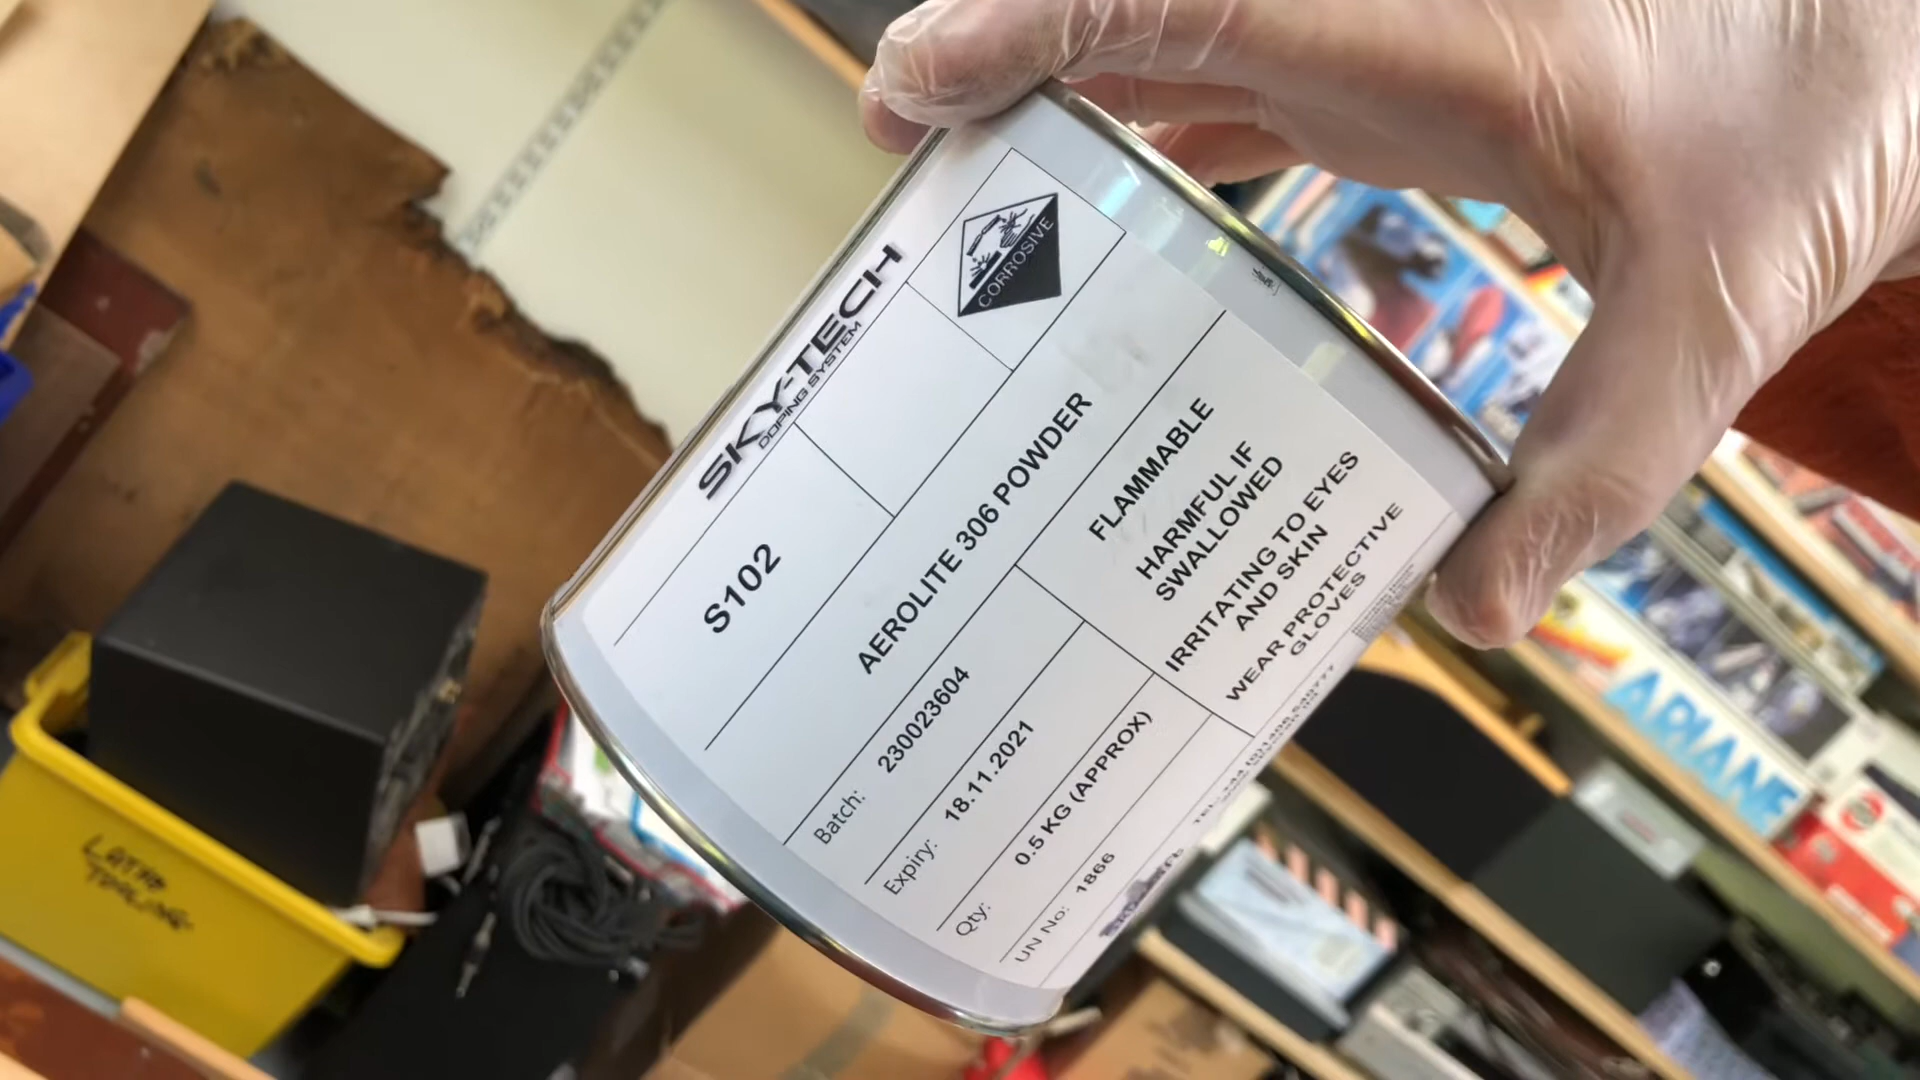 SKY-TECH
DOPING SYSTEM
CORROSIVE
S102
AEROLITE 306 POWDER
Batch: 230023604
Expiry: 18.11.2021
Qty: 0.5 KG (APPROX)
UN No: 1866
FLAMMABLE
HARMFUL IF
SWALLOWED
IRRITATING TO EYES
AND SKIN
WEAR PROTECTIVE
GLOVES
ARIANE